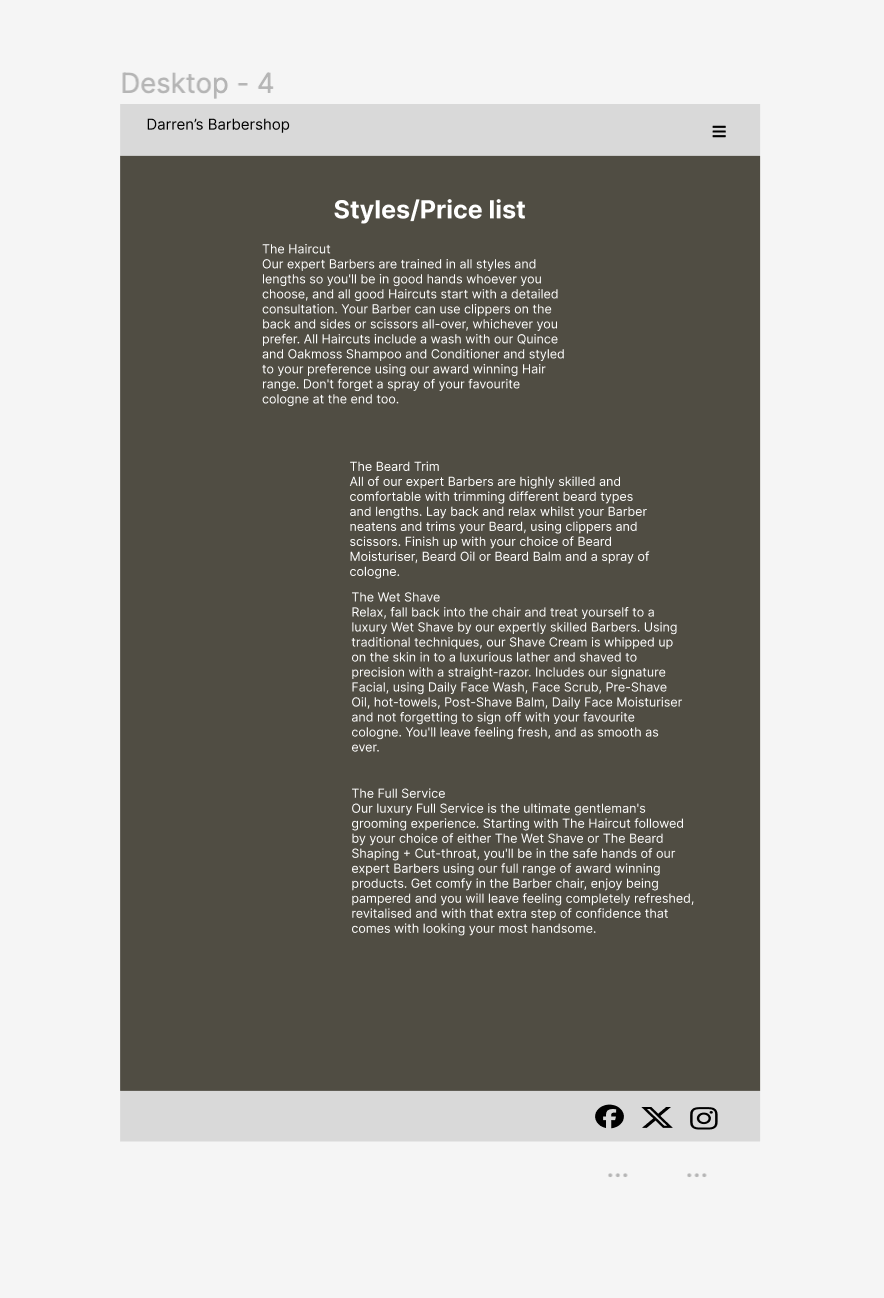 Desktop - 4
Darren’s Barbershop
Styles/Price list
The Haircut
Our expert Barbers are trained in all styles and
lengths so you'll be in good hands whoever you
choose, and all good Haircuts start with a detailed
consultation. Your Barber can use clippers on the
back and sides or scissors all-over, whichever you
prefer. All Haircuts include a wash with our Quince
and Oakmoss Shampoo and Conditioner and styled
to your preference using our award winning Hair
range. Don't forget a spray of your favourite
cologne at the end too.
The Beard Trim
All of our expert Barbers are highly skilled and
comfortable with trimming different beard types
and lengths. Lay back and relax whilst your Barber
neatens and trims your Beard, using clippers and
scissors. Finish up with your choice of Beard
Moisturiser, Beard Oil or Beard Balm and a spray of
cologne.
The Wet Shave
Relax, fall back into the chair and treat yourself to a
luxury Wet Shave by our expertly skilled Barbers. Using
traditional techniques, our Shave Cream is whipped up
on the skin in to a luxurious lather and shaved to
precision with a straight-razor. Includes our signature
Facial, using Daily Face Wash, Face Scrub, Pre-Shave
Oil, hot-towels, Post-Shave Balm, Daily Face Moisturiser
and not forgetting to sign off with your favourite
cologne. You'll leave feeling fresh, and as smooth as
ever.
The Full Service
Our luxury Full Service is the ultimate gentleman's
grooming experience. Starting with The Haircut followed
by your choice of either The Wet Shave or The Beard
Shaping + Cut-throat, you'll be in the safe hands of our
expert Barbers using our full range of award winning
products. Get comfy in the Barber chair, enjoy being
pampered and you will leave feeling completely refreshed,
revitalised and with that extra step of confidence that
comes with looking your most handsome.
... ...